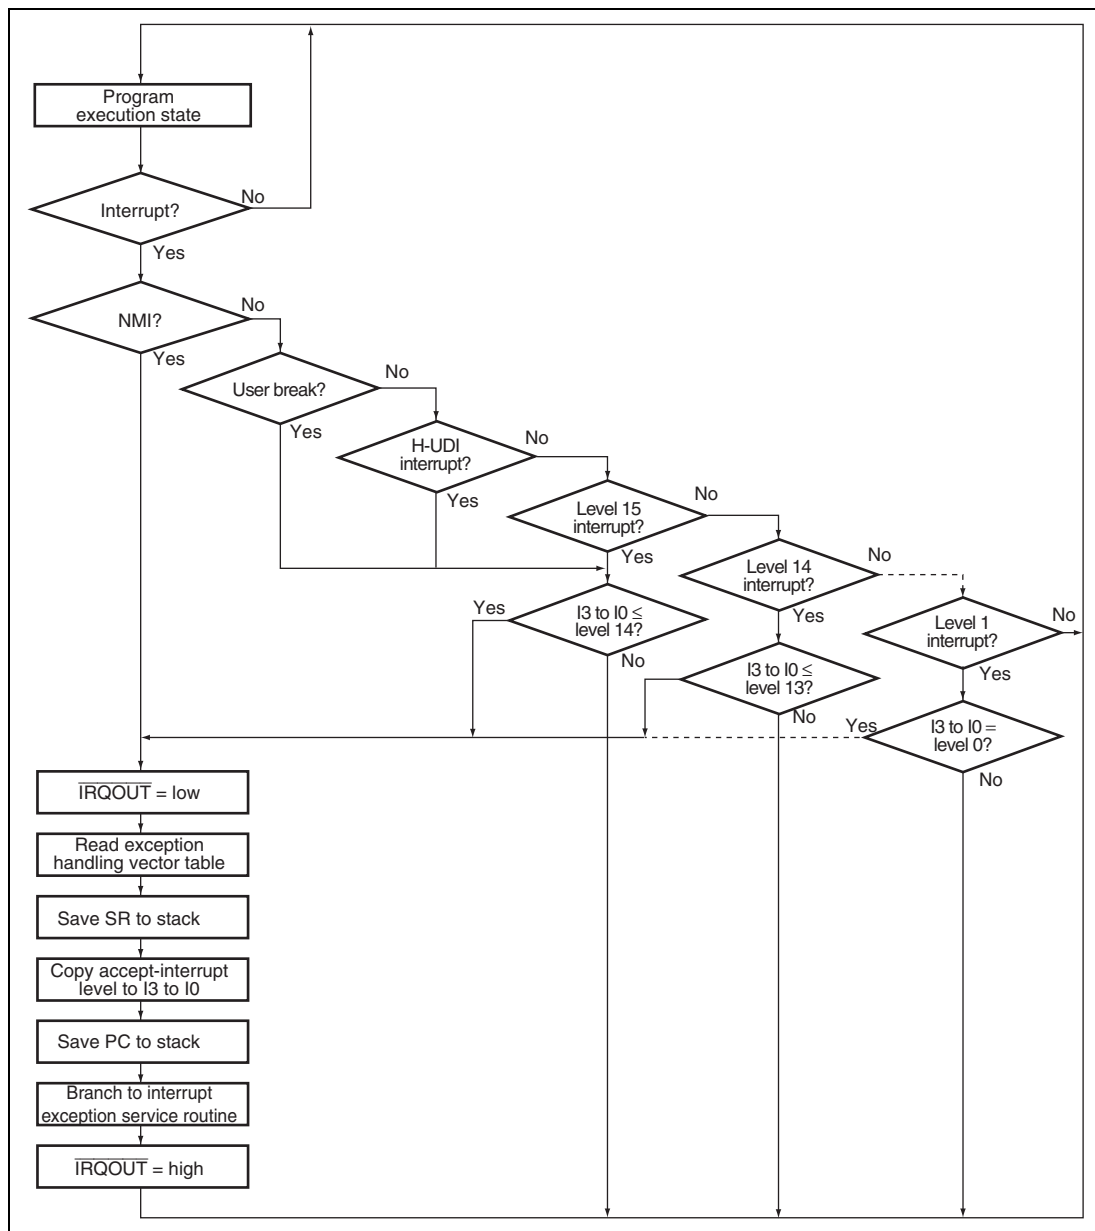 Program
execution state
Interrupt?
No
Yes
NMI?
No
Yes
User break?
No
Yes
H-UDI
interrupt?
No
Yes
Level 15
interrupt?
No
Yes
Level 14
interrupt?
No
Yes
Level 1
interrupt?
No
Yes
I3 to I0 ≤
level 14?
Yes
No
I3 to I0 ≤
level 13?
No
I3 to I0 =
level 0?
Yes
No
IRQOUT = low
Read exception
handling vector table
Save SR to stack
Copy accept-interrupt
level to I3 to I0
Save PC to stack
Branch to interrupt
exception service routine
IRQOUT = high